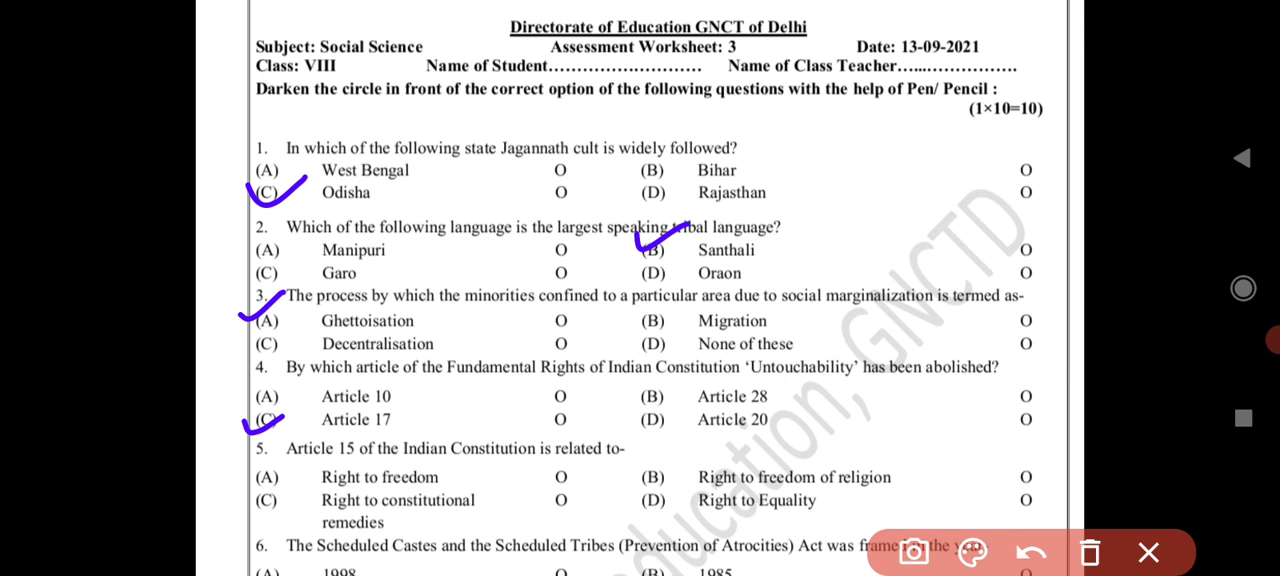 Directorate of Education GNCT of Delhi
Subject: Social Science Assessment Worksheet: 3 Date: 13-09-2021
Class: VIII Name of Student……………………… Name of Class Teacher…...……………
Darken the circle in front of the correct option of the following questions with the help of Pen/ Pencil :
(1×10=10)
1. In which of the following state Jagannath cult is widely followed?
(A) West Bengal O (B) Bihar O
(C) Odisha O (D) Rajasthan O
2. Which of the following language is the largest speaking tribal language?
(A) Manipuri O (B) Santhali O
(C) Garo O (D) Oraon O
3. The process by which the minorities confined to a particular area due to social marginalization is termed as-
(A) Ghettoisation O (B) Migration O
(C) Decentralisation O (D) None of these O
4. By which article of the Fundamental Rights of Indian Constitution ‘Untouchability’ has been abolished?
(A) Article 10 O (B) Article 28 O
(C) Article 17 O (D) Article 20 O
5. Article 15 of the Indian Constitution is related to-
(A) Right to freedom O (B) Right to freedom of religion O
(C) Right to constitutional remedies O (D) Right to Equality O
6. The Scheduled Castes and the Scheduled Tribes (Prevention of Atrocities) Act was frame the
(A) 1998 O (B) 1985 O
ducation, GNCTD